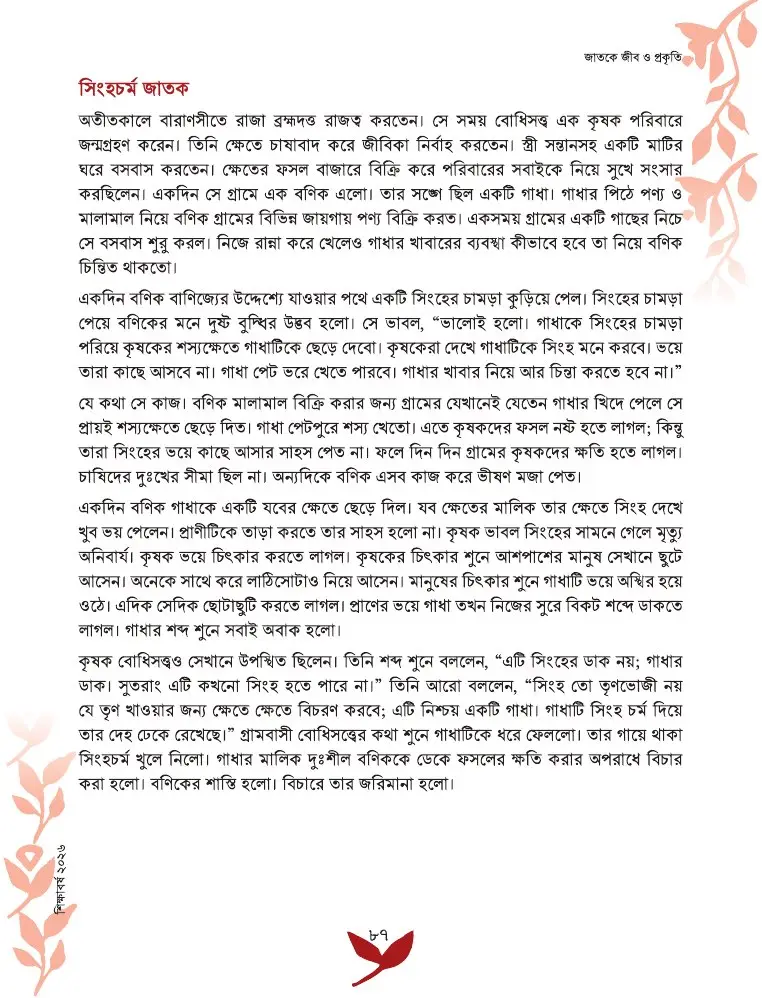 জাতকে জীব ও প্রকৃতি
সিংহচর্ম জাতক
অতীতকালে বারাণসীতে রাজা ব্রহ্মদত্ত রাজত্ব করতেন। সে সময় বোধিসত্ত্ব এক কৃষক পরিবারে
জন্মগ্রহণ করেন। তিনি ক্ষেতে চাষাবাদ করে জীবিকা নির্বাহ করতেন। স্ত্রী সন্তানসহ একটি মাটির
ঘরে বসবাস করতেন। ক্ষেতের ফসল বাজারে বিক্রি করে পরিবারের সবাইকে নিয়ে সুখে সংসার
করছিলেন। একদিন সে গ্রামে এক বণিক এলো। তার সঙ্গে ছিল একটি গাধা। গাধার পিঠে পণ্য ও
মালামাল নিয়ে বণিক গ্রামের বিভিন্ন জায়গায় পণ্য বিক্রি করত। একসময় গ্রামের একটি গাছের নিচে
সে বসবাস শুরু করল। নিজে রান্না করে খেলেও গাধার খাবারের ব্যবস্থা কীভাবে হবে তা নিয়ে বণিক
চিন্তিত থাকতো।
একদিন বণিক বাণিজ্যের উদ্দেশ্যে যাওয়ার পথে একটি সিংহের চামড়া কুড়িয়ে পেল। সিংহের চামড়া
পেয়ে বণিকের মনে দুষ্ট বুদ্ধির উদ্ভব হলো। সে ভাবল, “ভালোই হলো। গাধাকে সিংহের চামড়া
পরিয়ে কৃষকের শস্যক্ষেতে গাধাটিকে ছেড়ে দেবো। কৃষকেরা দেখে গাধাটিকে সিংহ মনে করবে। ভয়ে
তারা কাছে আসবে না। গাধা পেট ভরে খেতে পারবে। গাধার খাবার নিয়ে আর চিন্তা করতে হবে না।”
যে কথা সে কাজ। বণিক মালামাল বিক্রি করার জন্য গ্রামের যেখানেই যেতেন গাধার খিদে পেলে সে
প্রায়ই শস্যক্ষেতে ছেড়ে দিত। গাধা পেটপুরে শস্য খেতো। এতে কৃষকদের ফসল নষ্ট হতে লাগল; কিন্তু
তারা সিংহের ভয়ে কাছে আসার সাহস পেত না। ফলে দিন দিন গ্রামের কৃষকদের ক্ষতি হতে লাগল।
চাষিদের দুঃখের সীমা ছিল না। অন্যদিকে বণিক এসব কাজ করে ভীষণ মজা পেত।
একদিন বণিক গাধাকে একটি যবের ক্ষেতে ছেড়ে দিল। যব ক্ষেতের মালিক তার ক্ষেতে সিংহ দেখে
খুব ভয় পেলেন। প্রাণীটিকে তাড়া করতে তার সাহস হলো না। কৃষক ভাবল সিংহের সামনে গেলে মৃত্যু
অনিবার্য। কৃষক ভয়ে চিৎকার করতে লাগল। কৃষকের চিৎকার শুনে আশপাশের মানুষ সেখানে ছুটে
আসেন। অনেকে সাথে করে লাঠিসোটাও নিয়ে আসেন। মানুষের চিৎকার শুনে গাধাটি ভয়ে অস্থির হয়ে
ওঠে। এদিক সেদিক ছোটাছুটি করতে লাগল। প্রাণের ভয়ে গাধা তখন নিজের সুরে বিকট শব্দে ডাকতে
লাগল। গাধার শব্দ শুনে সবাই অবাক হলো।
কৃষক বোধিসত্ত্বও সেখানে উপস্থিত ছিলেন। তিনি শব্দ শুনে বললেন, “এটি সিংহের ডাক নয়; গাধার
ডাক। সুতরাং এটি কখনো সিংহ হতে পারে না।” তিনি আরো বললেন, “সিংহ তো তৃণভোজী নয়
যে তৃণ খাওয়ার জন্য ক্ষেতে ক্ষেতে বিচরণ করবে; এটি নিশ্চয় একটি গাধা। গাধাটি সিংহ চর্ম দিয়ে
তার দেহ ঢেকে রেখেছে।” গ্রামবাসী বোধিসত্ত্বের কথা শুনে গাধাটিকে ধরে ফেললো। তার গায়ে থাকা
সিংহচর্ম খুলে নিলো। গাধার মালিক দুঃশীল বণিককে ডেকে ফসলের ক্ষতি করার অপরাধে বিচার
করা হলো। বণিকের শাস্তি হলো। বিচারে তার জরিমানা হলো।
শিক্ষাবর্ষ ২০২৬
৮৭